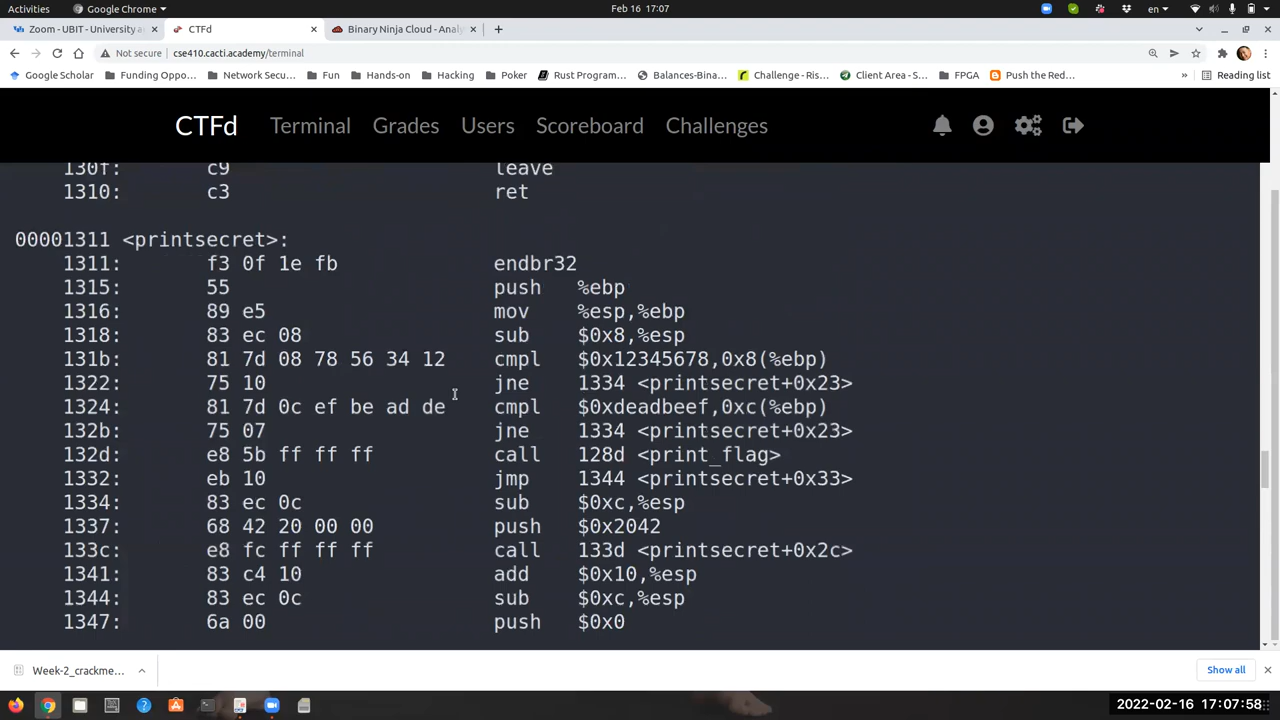 Activities Google Chrome Feb 16 17:07 en
Zoom - UBIT - University a CTFd Binary Ninja Cloud - Analy
Not secure cse410.cacti.academy/terminal
Google Scholar Funding Oppo... Network Secu... Fun Hands-on Hacking Poker Rust Program... Balances-Bina... Challenge - Ris... Client Area - S... FPGA Push the Red... » Reading list
CTFd Terminal Grades Users Scoreboard Challenges
130f: c9 leave
1310: c3 ret
00001311 <printsecret>:
1311: f3 0f 1e fb endbr32
1315: 55 push %ebp
1316: 89 e5 mov %esp,%ebp
1318: 83 ec 08 sub $0x8,%esp
131b: 81 7d 08 78 56 34 12 cmpl $0x12345678,0x8(%ebp)
1322: 75 10 jne 1334 <printsecret+0x23>
1324: 81 7d 0c ef be ad de cmpl $0xdeadbeef,0xc(%ebp)
132b: 75 07 jne 1334 <printsecret+0x23>
132d: e8 5b ff ff ff call 128d <print_flag>
1332: eb 10 jmp 1344 <printsecret+0x33>
1334: 83 ec 0c sub $0xc,%esp
1337: 68 42 20 00 00 push $0x2042
133c: e8 fc ff ff ff call 133d <printsecret+0x2c>
1341: 83 c4 10 add $0x10,%esp
1344: 83 ec 0c sub $0xc,%esp
1347: 6a 00 push $0x0
Week-2_crackme... Show all
2022-02-16 17:07:58